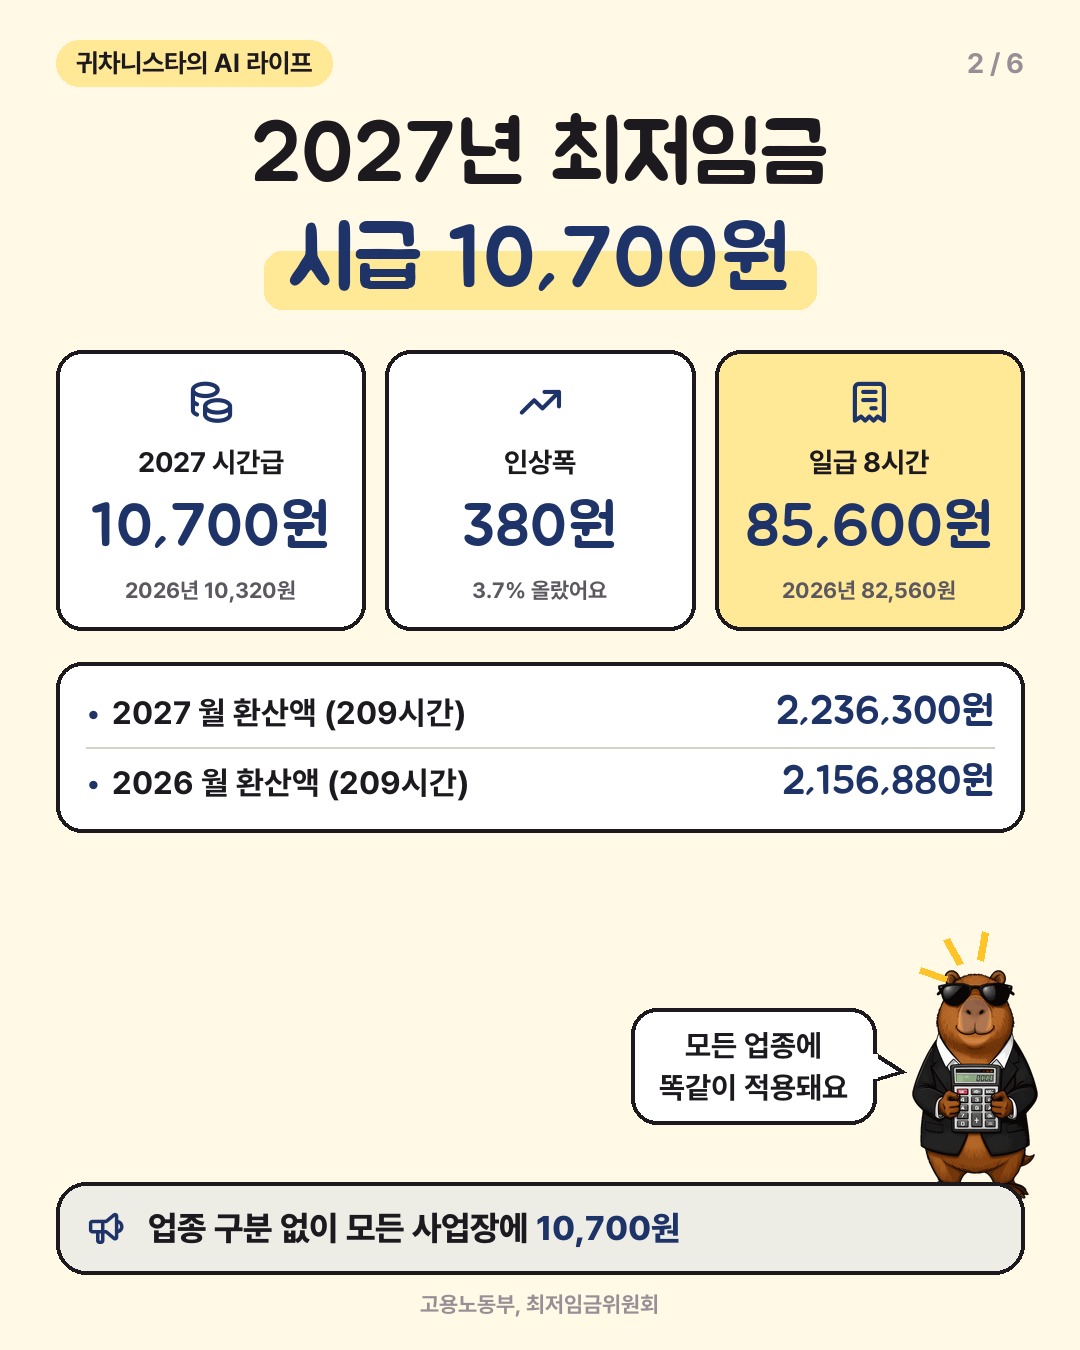 귀차니스타의 AI 라이프
2 / 6
2027년 최저임금
시급 10,700원
2027 시간급
10,700원
2026년 10,320원
인상폭
380원
3.7% 올랐어요
일급 8시간
85,600원
2026년 82,560원
• 2027 월 환산액 (209시간)
2,236,300원
• 2026 월 환산액 (209시간)
2,156,880원
모든 업종에
똑같이 적용돼요
업종 구분 없이 모든 사업장에 10,700원
고용노동부, 최저임금위원회